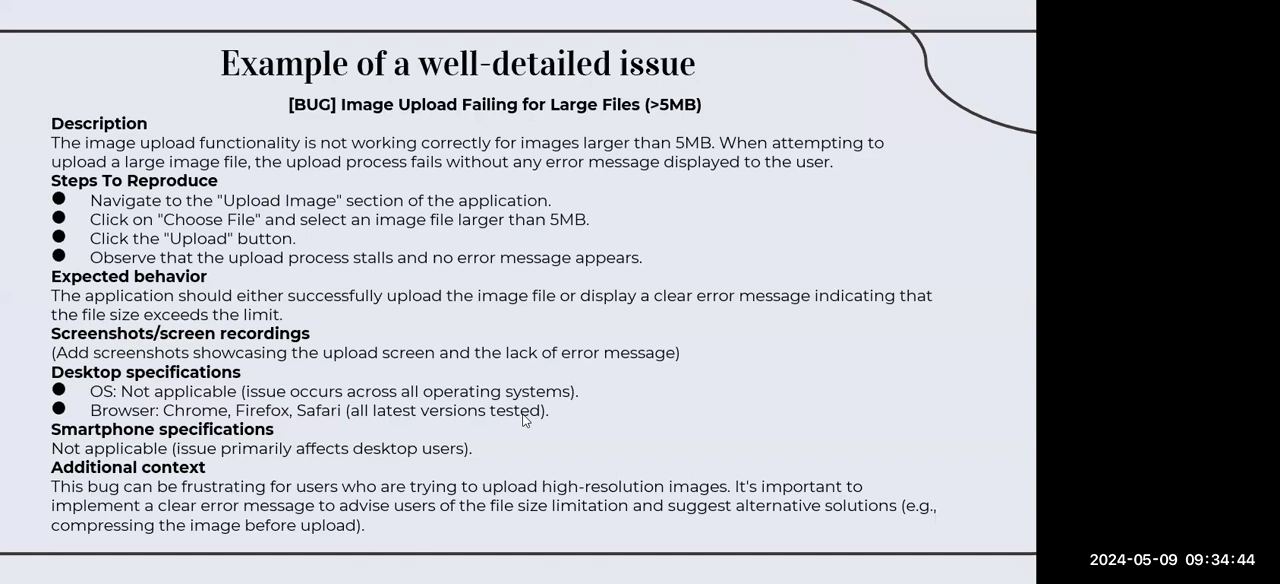 Example of a well-detailed issue
[BUG] Image Upload Failing for Large Files (>5MB)
Description
The image upload functionality is not working correctly for images larger than 5MB. When attempting to
upload a large image file, the upload process fails without any error message displayed to the user.
Steps To Reproduce
● Navigate to the "Upload Image" section of the application.
● Click on "Choose File" and select an image file larger than 5MB.
● Click the "Upload" button.
● Observe that the upload process stalls and no error message appears.
Expected behavior
The application should either successfully upload the image file or display a clear error message indicating that
the file size exceeds the limit.
Screenshots/screen recordings
(Add screenshots showcasing the upload screen and the lack of error message)
Desktop specifications
● OS: Not applicable (issue occurs across all operating systems).
● Browser: Chrome, Firefox, Safari (all latest versions tested).
Smartphone specifications
Not applicable (issue primarily affects desktop users).
Additional context
This bug can be frustrating for users who are trying to upload high-resolution images. It's important to
implement a clear error message to advise users of the file size limitation and suggest alternative solutions (e.g.,
compressing the image before upload).
2024-05-09 09:34:44